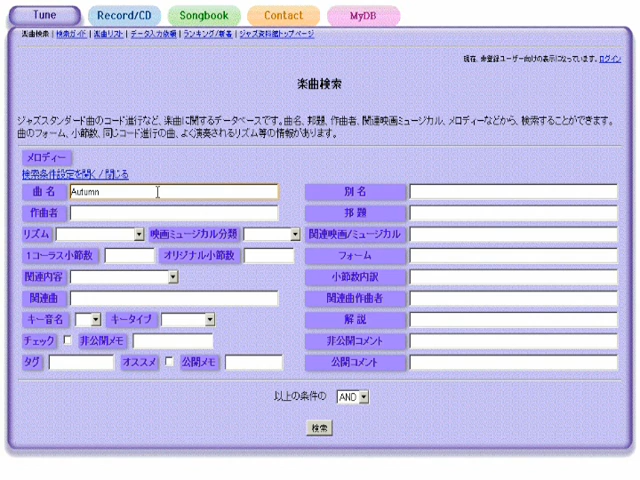 Tune Record/CD Songbook Contact MyDB
楽曲検索 | 検索ガイド | 楽曲リスト | データ入力依頼 | ランキング/新着 | ジャズ資料館トップページ
現在、未登録ユーザー向けの表示になっています。ログイン
楽曲検索
ジャズスタンダード曲のコード進行など、楽曲に関するデータベースです。曲名、邦題、作曲者、関連映画ミュージカル、メロディーなどから、検索することができます。
曲のフォーム、小節数、同じコード進行の曲、よく演奏されるリズム等の情報があります。
メロディー
検索条件設定を開く / 閉じる
曲 名 Autumn 別 名
作曲者 邦 題
リズム 映画ミュージカル分類 関連映画/ミュージカル
1コーラス小節数 オリジナル小節数 フォーム
関連内容 小節数内訳
関連曲 関連曲作曲者
キー音名 キータイプ 解 説
チェック 非公開メモ 非公開コメント
タグ オススメ 公開メモ 公開コメント
以上の条件の AND
検索